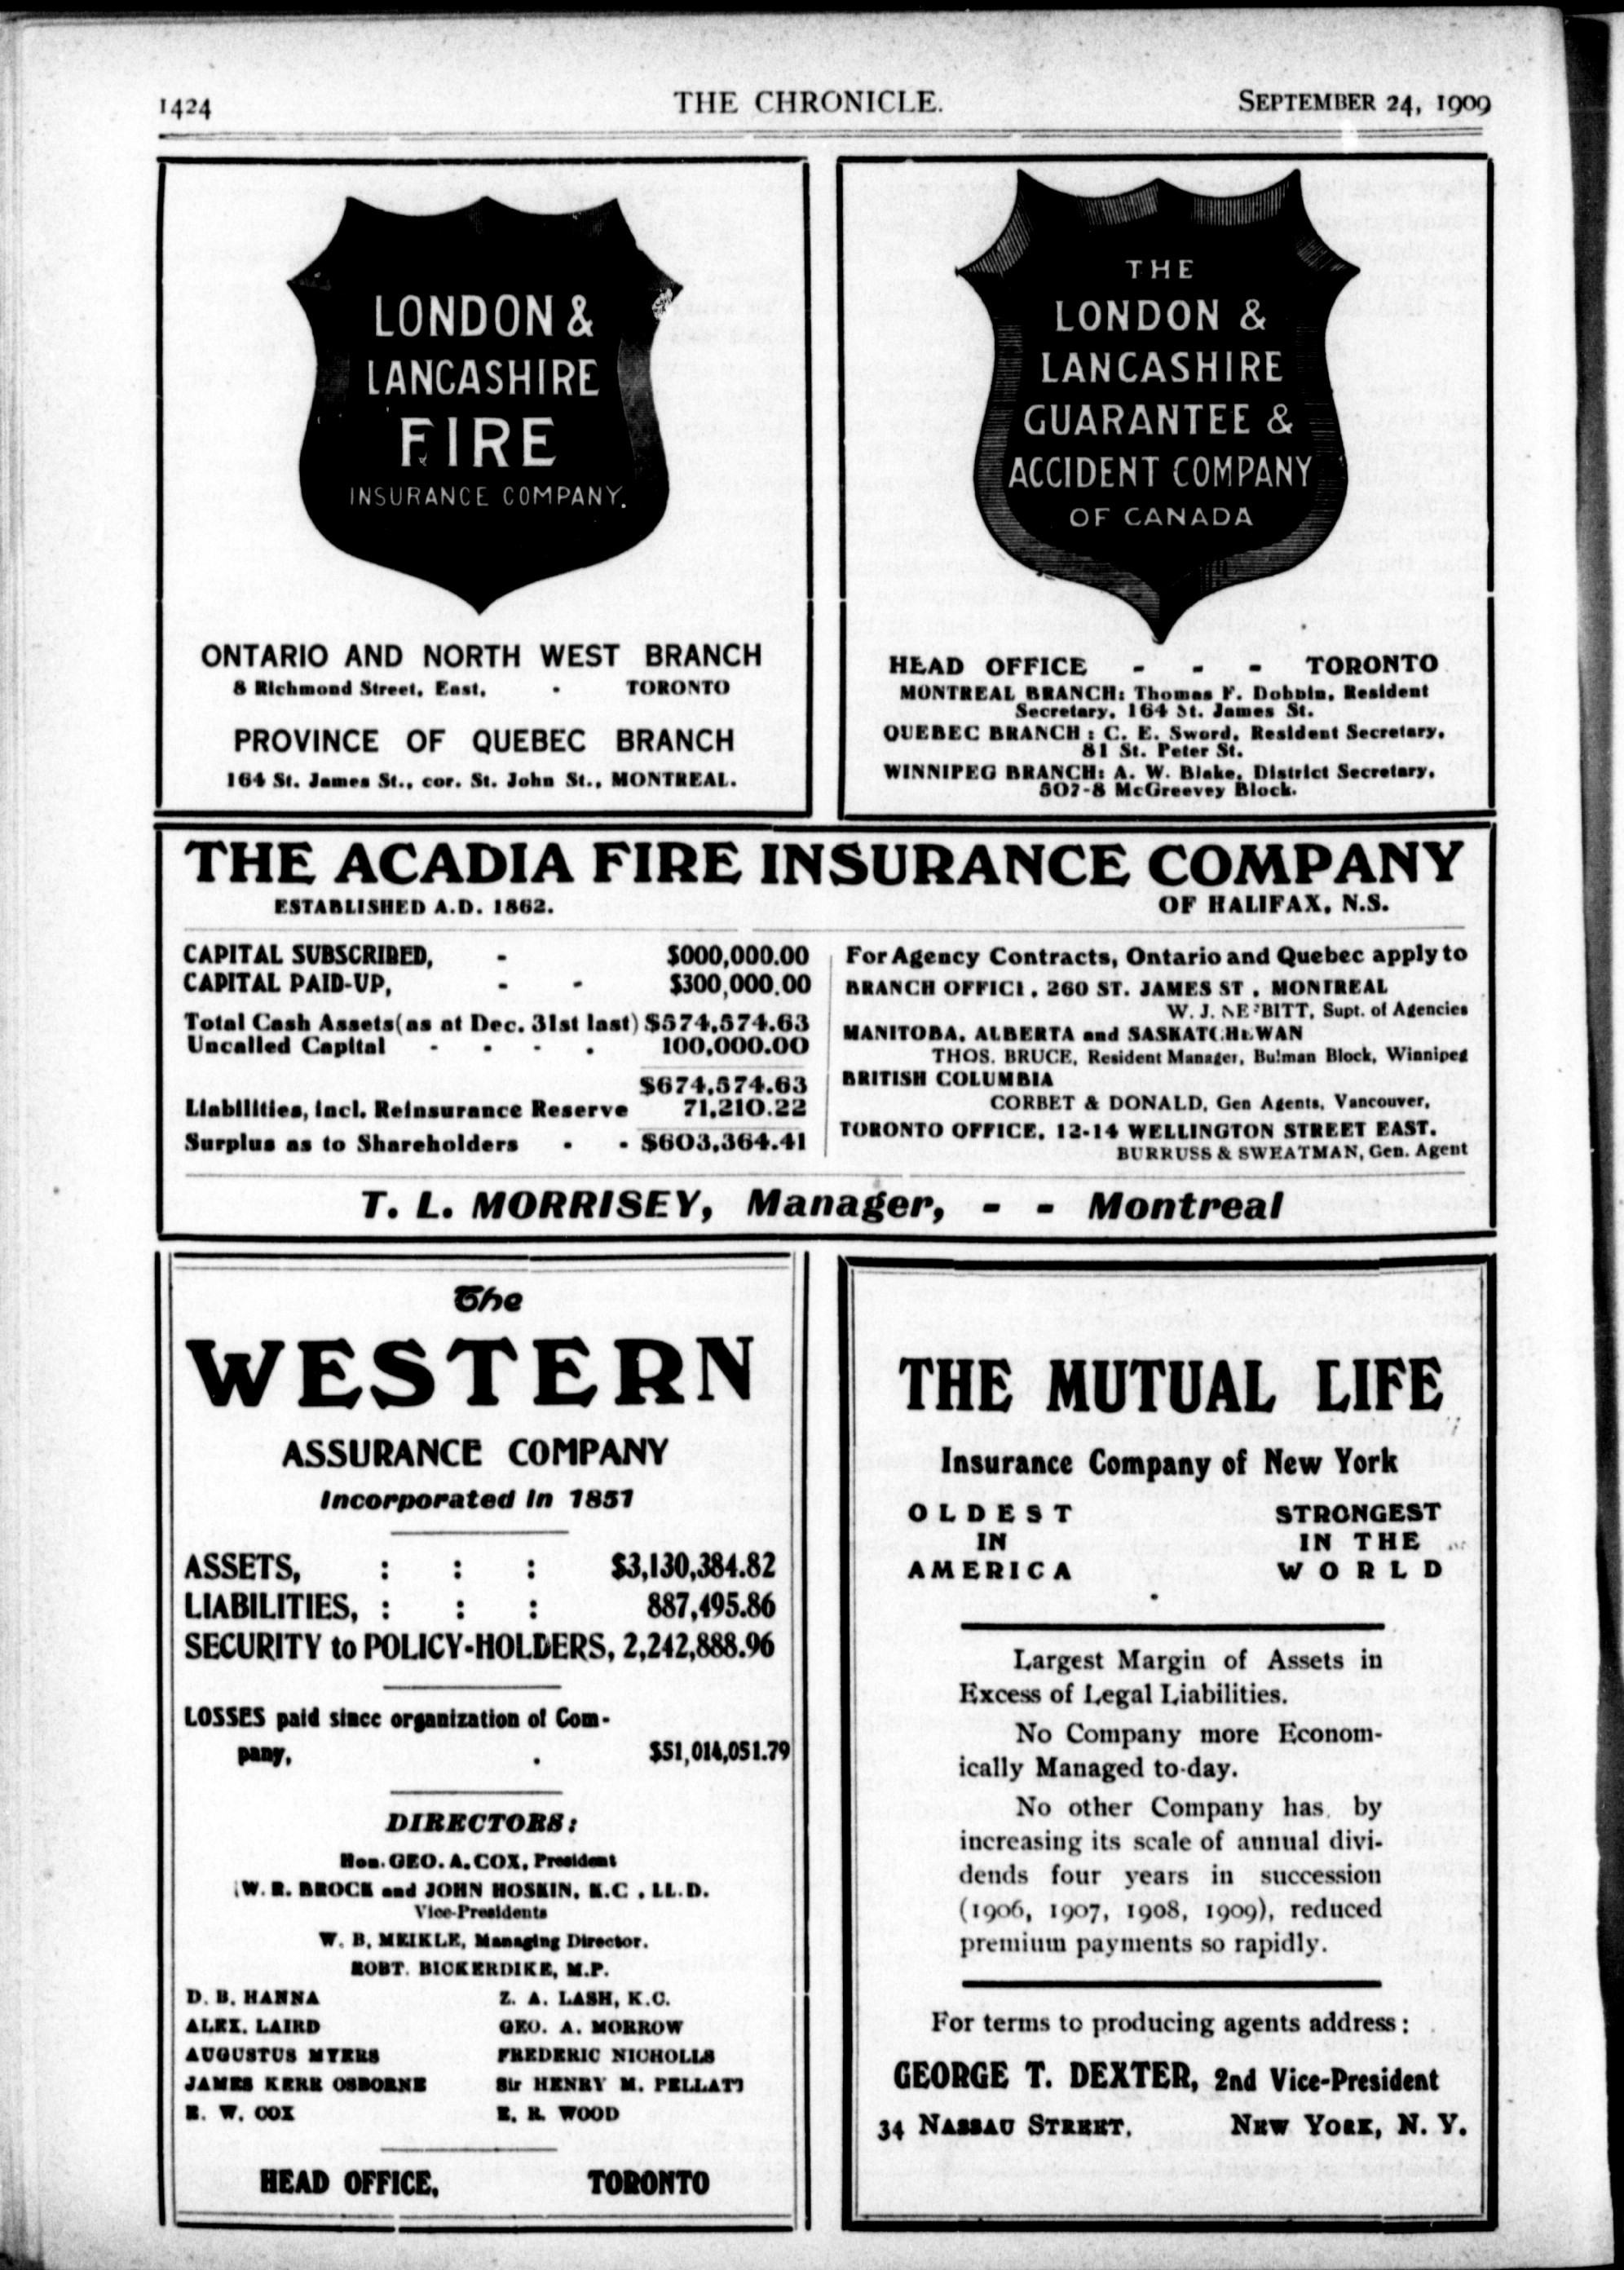 1424
THE CHRONICLE.
SEPTEMBER 24, 1909
LONDON &
LANCASHIRE
FIRE
INSURANCE COMPANY.
ONTARIO AND NORTH WEST BRANCH
8 Richmond Street, East, - TORONTO
PROVINCE OF QUEBEC BRANCH
164 St. James St., cor. St. John St., MONTREAL.
THE
LONDON &
LANCASHIRE
GUARANTEE &
ACCIDENT COMPANY
OF CANADA
HEAD OFFICE - - - TORONTO
MONTREAL BRANCH: Thomas F. Dobbin, Resident
Secretary, 164 St. James St.
QUEBEC BRANCH : C. E. Sword, Resident Secretary,
81 St. Peter St.
WINNIPEG BRANCH: A. W. Blake, District Secretary,
507-8 McGreevey Block.
THE ACADIA FIRE INSURANCE COMPANY
ESTABLISHED A.D. 1862.
OF HALIFAX, N.S.
CAPITAL SUBSCRIBED, - $000,000.00
CAPITAL PAID-UP, - - $300,000.00
Total Cash Assets(as at Dec. 31st last) $574,574.63
Uncalled Capital - - - . 100,000.00
$674,574.63
Liabilities, incl. Reinsurance Reserve 71,210.22
Surplus as to Shareholders - - $603,364.41
For Agency Contracts, Ontario and Quebec apply to
BRANCH OFFICE, 260 ST. JAMES ST , MONTREAL
W. J. NESBITT, Supt. of Agencies
MANITOBA, ALBERTA and SASKATCHEWAN
THOS. BRUCE, Resident Manager, Bulman Block, Winnipeg
BRITISH COLUMBIA
CORBET & DONALD, Gen Agents, Vancouver,
TORONTO OFFICE, 12-14 WELLINGTON STREET EAST.
BURRUSS & SWEATMAN, Gen. Agent
T. L. MORRISEY, Manager, - - Montreal
The
WESTERN
ASSURANCE COMPANY
Incorporated in 1851
ASSETS, : : : $3,130,384.82
LIABILITIES, : : : 887,495.86
SECURITY to POLICY-HOLDERS, 2,242,888.96
LOSSES paid since organization of Com-
pany, . $51,014,051.79
DIRECTORS:
Hon. GEO. A. COX, President
W. R. BROCK and JOHN HOSKIN, K.C , LL.D.
Vice-Presidents
W. B, MEIKLE, Managing Director.
ROBT. BICKERDIKE, M.P.
D. B. HANNA
ALEX. LAIRD
AUGUSTUS MYERS
JAMES KERR OSBORNE
E. W. COX
Z. A. LASH, K.C.
GEO. A. MORROW
FREDERIC NICHOLLS
Sir HENRY M. PELLATT
E. R. WOOD
HEAD OFFICE, TORONTO
THE MUTUAL LIFE
Insurance Company of New York
OLDEST
IN
AMERICA
STRONGEST
IN THE
WORLD
Largest Margin of Assets in
Excess of Legal Liabilities.
No Company more Econom-
ically Managed to-day.
No other Company has, by
increasing its scale of annual divi-
dends four years in succession
(1906, 1907, 1908, 1909), reduced
premium payments so rapidly.
For terms to producing agents address :
GEORGE T. DEXTER, 2nd Vice-President
34 NASSAU STREET, NEW YORK, N. Y.